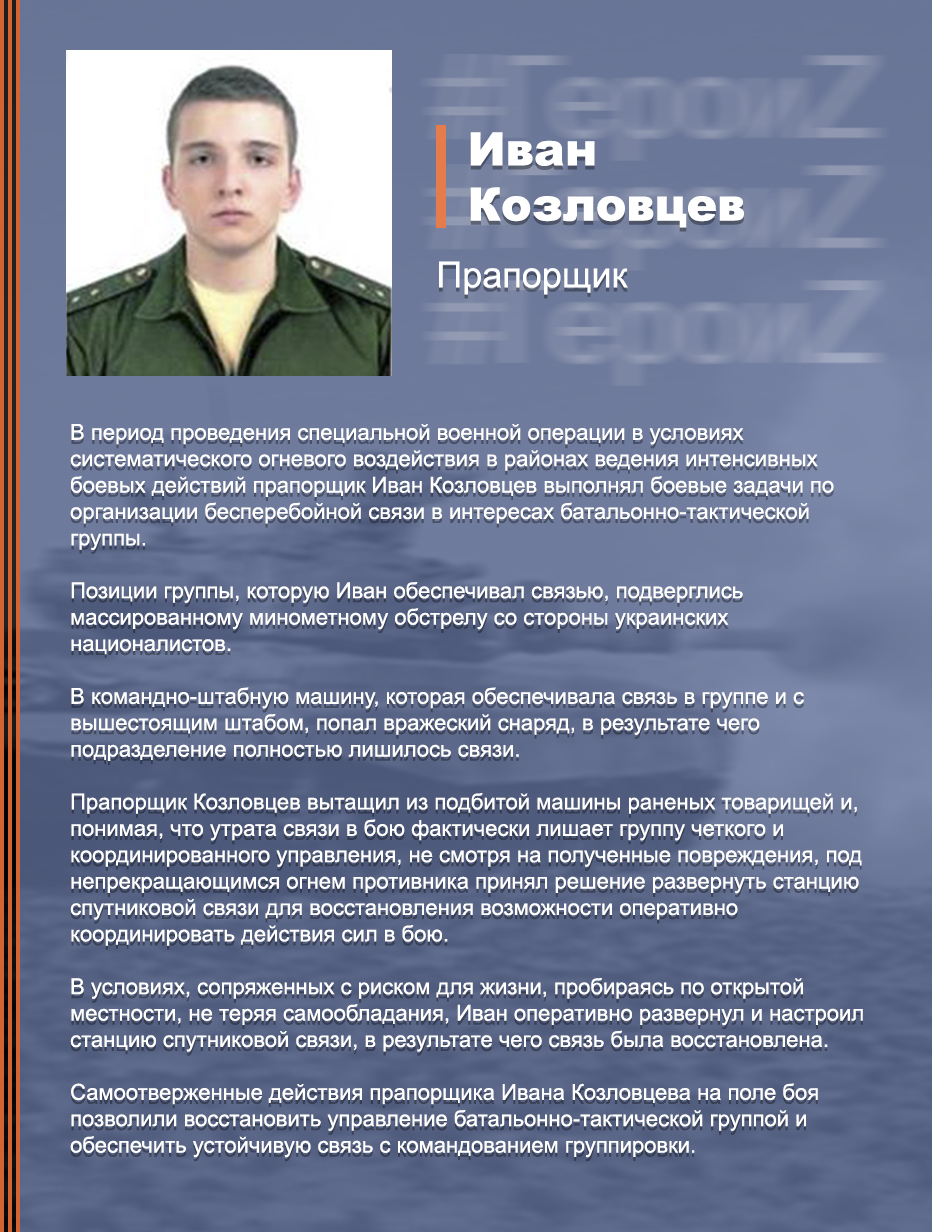 #ГероиZ
Иван
#ГероиZ
Козловцев
Прапорщик
#ГероиZ
В период проведения специальной военной операции в условиях
систематического огневого воздействия в районах ведения интенсивных
боевых действий прапорщик Иван Козловцев выполнял боевые задачи по
организации бесперебойной связи в интересах батальонно-тактической
группы.
Позиции группы, которую Иван обеспечивал связью, подверглись
массированному минометному обстрелу со стороны украинских
националистов.
В командно-штабную машину, которая обеспечивала связь в группе и с
вышестоящим штабом, попал вражеский снаряд, в результате чего
подразделение полностью лишилось связи.
Прапорщик Козловцев вытащил из подбитой машины раненых товарищей и,
понимая, что утрата связи в бою фактически лишает группу четкого и
координированного управления, не смотря на полученные повреждения, под
непрекращающимся огнем противника принял решение развернуть станцию
спутниковой связи для восстановления возможности оперативно
координировать действия сил в бою.
В условиях, сопряженных с риском для жизни, пробираясь по открытой
местности, не теряя самообладания, Иван оперативно развернул и настроил
станцию спутниковой связи, в результате чего связь была восстановлена.
Самоотверженные действия прапорщика Ивана Козловцева на поле боя
позволили восстановить управление батальонно-тактической группой и
обеспечить устойчивую связь с командованием группировки.